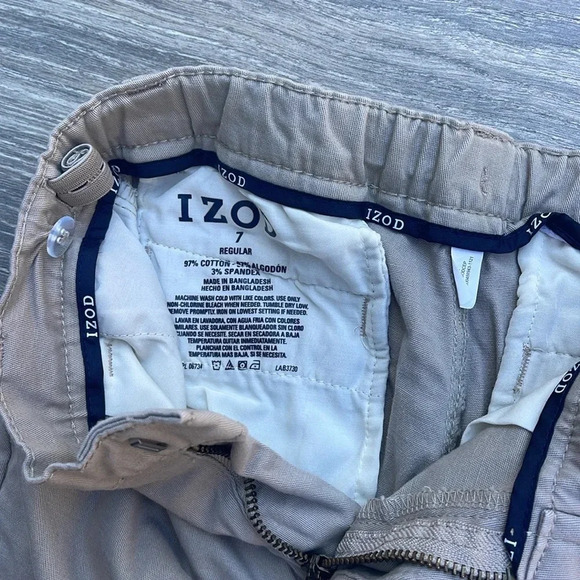 IZOD
IZOD
IZOD
IZOD
7
REGULAR
97% COTTON - 97% ALGODÓN
3% SPANDEX
MADE IN BANGLADESH
HECHO EN BANGLADESH
MACHINE WASH COLD WITH LIKE COLORS. USE ONLY
NON-CHLORINE BLEACH WHEN NEEDED. TUMBLE DRY LOW,
REMOVE PROMPTLY. IRON ON LOWEST SETTING IF NEEDED.
LAVAR EN LAVADORA, CON AGUA FRIA CON COLORES
SIMILARES. USE SOLAMENTE BLANQUEADOR SIN CLORO
CUANDO SE NECESITE. SECAR EN SECADORA A BAJA
TEMPERATURA QUITAR INMEDIATAMENTE.
PLANCHAR CON EL CONTROL EN LA
TEMPERATURA MAS BAJA, SI SE NECESITA.
06734
LAB3730
IZOD
IZOD
IZOD